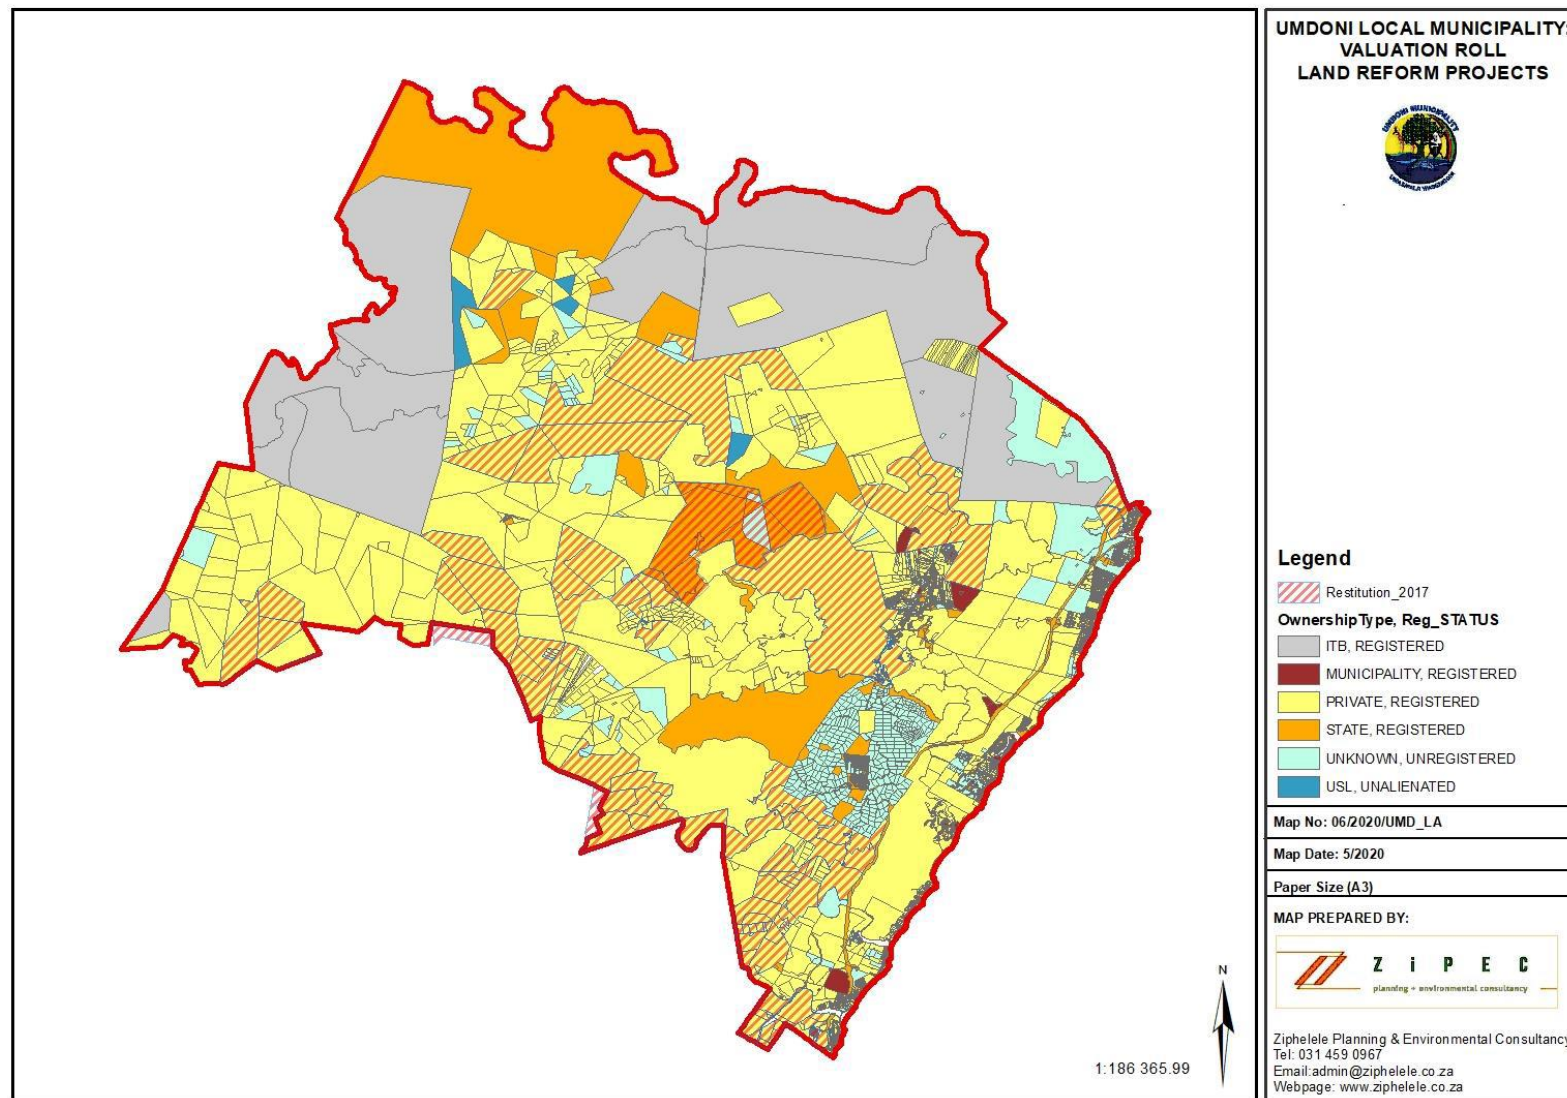 UMDONI LOCAL MUNICIPALITY:
VALUATION ROLL
LAND REFORM PROJECTS
UMDONI MUNICIPALITY
Legend
Restitution_2017
OwnershipType, Reg_STATUS
ITB, REGISTERED
MUNICIPALITY, REGISTERED
PRIVATE, REGISTERED
STATE, REGISTERED
UNKNOWN, UNREGISTERED
USL, UNALIENATED
Map No: 06/2020/UMD_LA
Map Date: 5/2020
Paper Size (A3)
MAP PREPARED BY:
ZiPEC
planning + environmental consultancy
Ziphelele Planning & Environmental Consultancy
Tel: 031 459 0967
Email:admin@ziphelele.co.za
Webpage: www.ziphelele.co.za
N
1:186 365.99